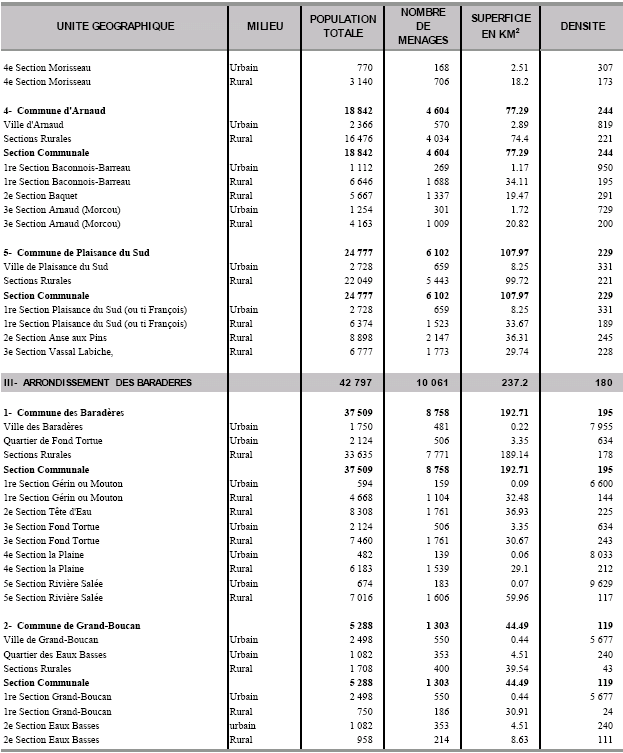 UNITE GEOGRAPHIQUE MILIEU POPULATION TOTALE NOMBRE DE MENAGES SUPERFICIE EN KM² DENSITE
4e Section Morisseau Urbain 770 168 2.51 307
4e Section Morisseau Rural 3 140 706 18.2 173
4- Commune d'Arnaud 18 842 4 604 77.29 244
Ville d'Arnaud Urbain 2 366 570 2.89 819
Sections Rurales Rural 16 476 4 034 74.4 221
Section Communale 18 842 4 604 77.29 244
1re Section Baconnois-Barreau Urbain 1 112 269 1.17 950
1re Section Baconnois-Barreau Rural 6 646 1 688 34.11 195
2e Section Baquet Rural 5 667 1 337 19.47 291
3e Section Arnaud (Morcou) Urbain 1 254 301 1.72 729
3e Section Arnaud (Morcou) Rural 4 163 1 009 20.82 200
5- Commune de Plaisance du Sud 24 777 6 102 107.97 229
Ville de Plaisance du Sud Urbain 2 728 659 8.25 331
Sections Rurales Rural 22 049 5 443 99.72 221
Section Communale 24 777 6 102 107.97 229
1re Section Plaisance du Sud (ou ti François) Urbain 2 728 659 8.25 331
1re Section Plaisance du Sud (ou ti François) Rural 6 374 1 523 33.67 189
2e Section Anse aux Pins Rural 8 898 2 147 36.31 245
3e Section Vassal Labiche, Rural 6 777 1 773 29.74 228
III- ARRONDISSEMENT DES BARADERES 42 797 10 061 237.2 180
1- Commune des Baradères 37 509 8 758 192.71 195
Ville des Baradères Urbain 1 750 481 0.22 7 955
Quartier de Fond Tortue Urbain 2 124 506 3.35 634
Sections Rurales Rural 33 635 7 771 189.14 178
Section Communale 37 509 8 758 192.71 195
1re Section Gérin ou Mouton Urbain 594 159 0.09 6 600
1re Section Gérin ou Mouton Rural 4 668 1 104 32.48 144
2e Section Tête d'Eau Rural 8 308 1 761 36.93 225
3e Section Fond Tortue Urbain 2 124 506 3.35 634
3e Section Fond Tortue Rural 7 460 1 761 30.67 243
4e Section la Plaine Urbain 482 139 0.06 8 033
4e Section la Plaine Rural 6 183 1 539 29.1 212
5e Section Rivière Salée Urbain 674 183 0.07 9 629
5e Section Rivière Salée Rural 7 016 1 606 59.96 117
2- Commune de Grand-Boucan 5 288 1 303 44.49 119
Ville de Grand-Boucan Urbain 2 498 550 0.44 5 677
Quartier des Eaux Basses Urbain 1 082 353 4.51 240
Sections Rurales Rural 1 708 400 39.54 43
Section Communale 5 288 1 303 44.49 119
1re Section Grand-Boucan Urbain 2 498 550 0.44 5 677
1re Section Grand-Boucan Rural 750 186 30.91 24
2e Section Eaux Basses urbain 1 082 353 4.51 240
2e Section Eaux Basses Rural 958 214 8.63 111